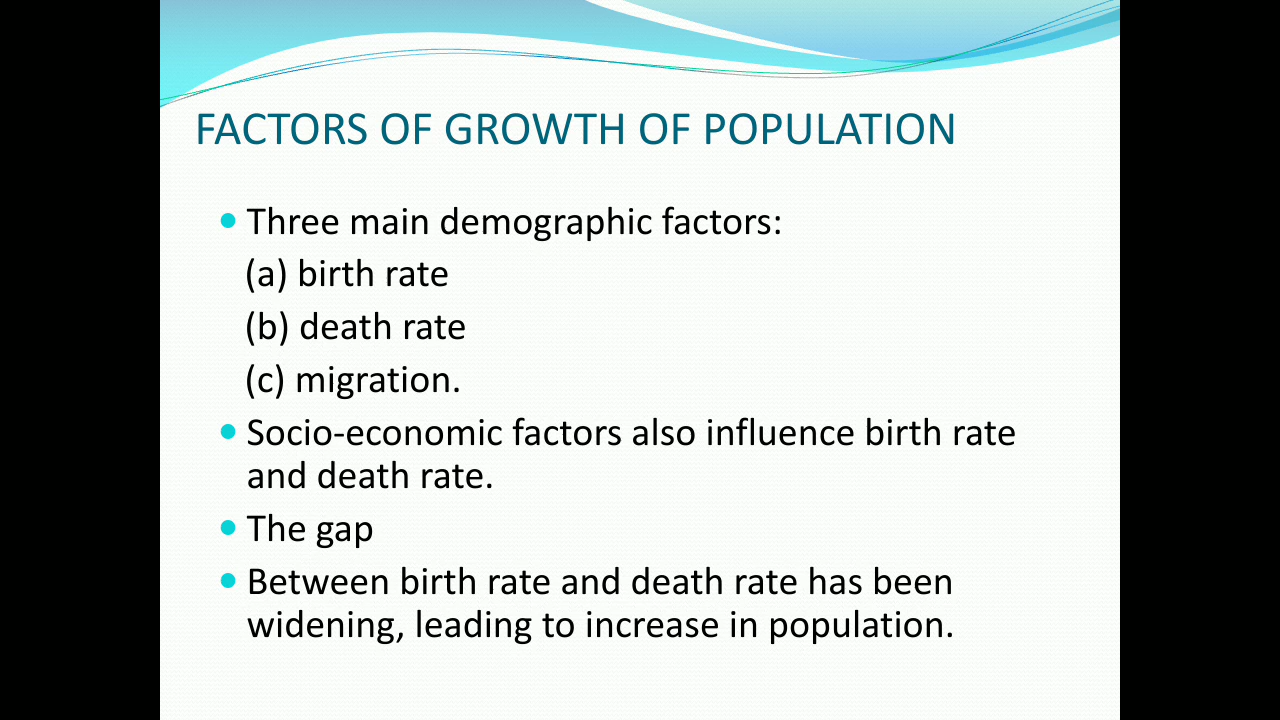 FACTORS OF GROWTH OF POPULATION
Three main demographic factors:
(a) birth rate
(b) death rate
(c) migration.
Socio-economic factors also influence birth rate
and death rate.
The gap
Between birth rate and death rate has been
widening, leading to increase in population.